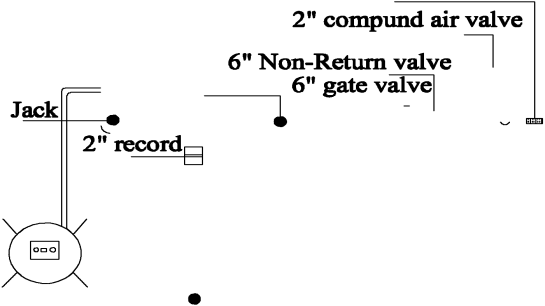 2" compund air valve
6" Non-Return valve
6" gate valve
Jack
2" record